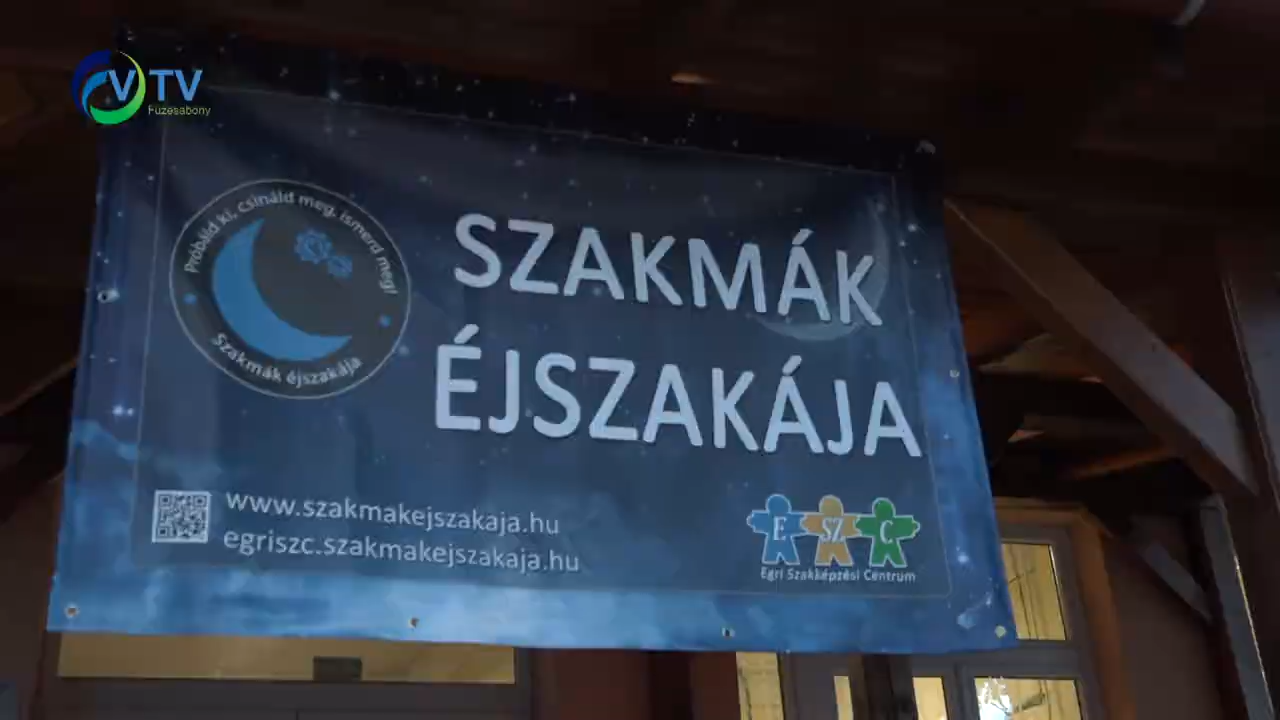 VTV
Füzesabony
Próbáld ki, csináld meg, ismerd meg!
Szakmák éjszakája
SZAKMÁK
ÉJSZAKÁJA
www.szakmakejszakaja.hu
egriszc.szakmakejszakaja.hu
E SZ C
Egri Szakképzési Centrum